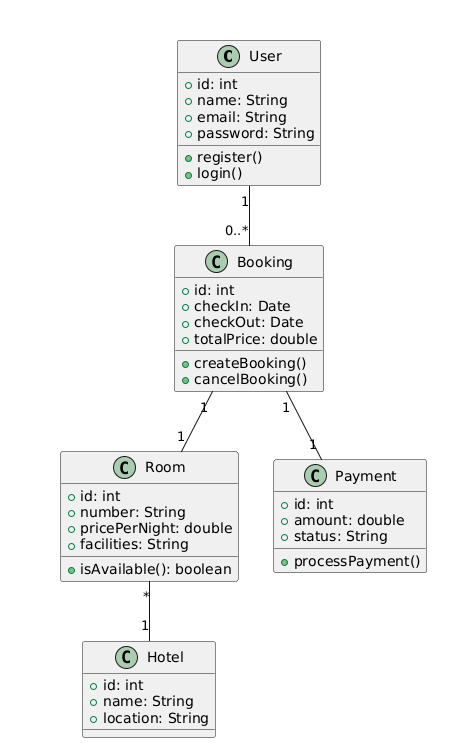 C User
id: int
name: String
email: String
password: String
register()
login()
1
0..*
C Booking
id: int
checkIn: Date
checkOut: Date
totalPrice: double
createBooking()
cancelBooking()
1
1
1
1
C Room
id: int
number: String
pricePerNight: double
facilities: String
isAvailable(): boolean
C Payment
id: int
amount: double
status: String
processPayment()
*
1
C Hotel
id: int
name: String
location: String